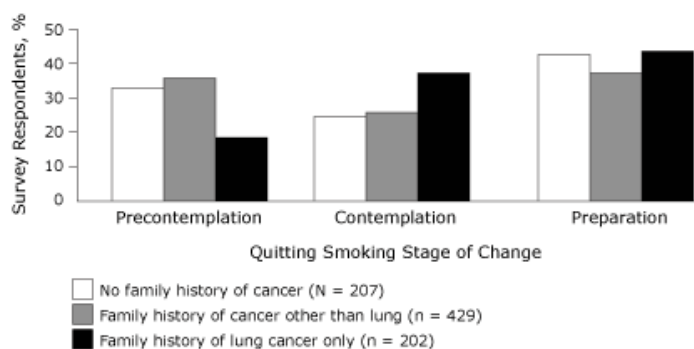 Survey Respondents, %
50
40
30
20
10
0
Precontemplation Contemplation Preparation
Quitting Smoking Stage of Change
No family history of cancer (N = 207)
Family history of cancer other than lung (n = 429)
Family history of lung cancer only (n = 202)